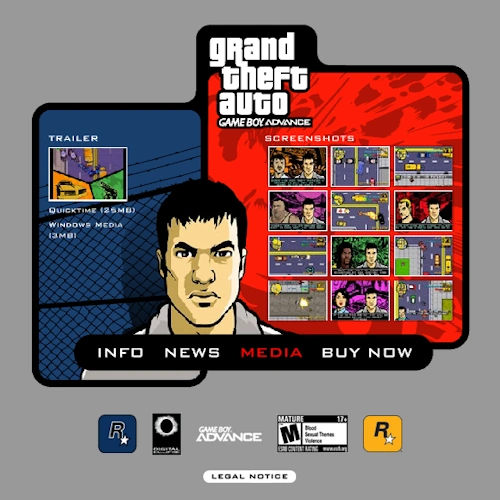 grand
theft
auto
GAME BOY ADVANCE
TRAILER
Quicktime (25MB)
Windows Media
(3MB)
SCREENSHOTS
INFO NEWS MEDIA BUY NOW
R
DIGITAL
GAME BOY
ADVANCE
MATURE 17+
M
Blood
Sexual Themes
Violence
ESRB CONTENT RATING www.esrb.org
R
LEGAL NOTICE